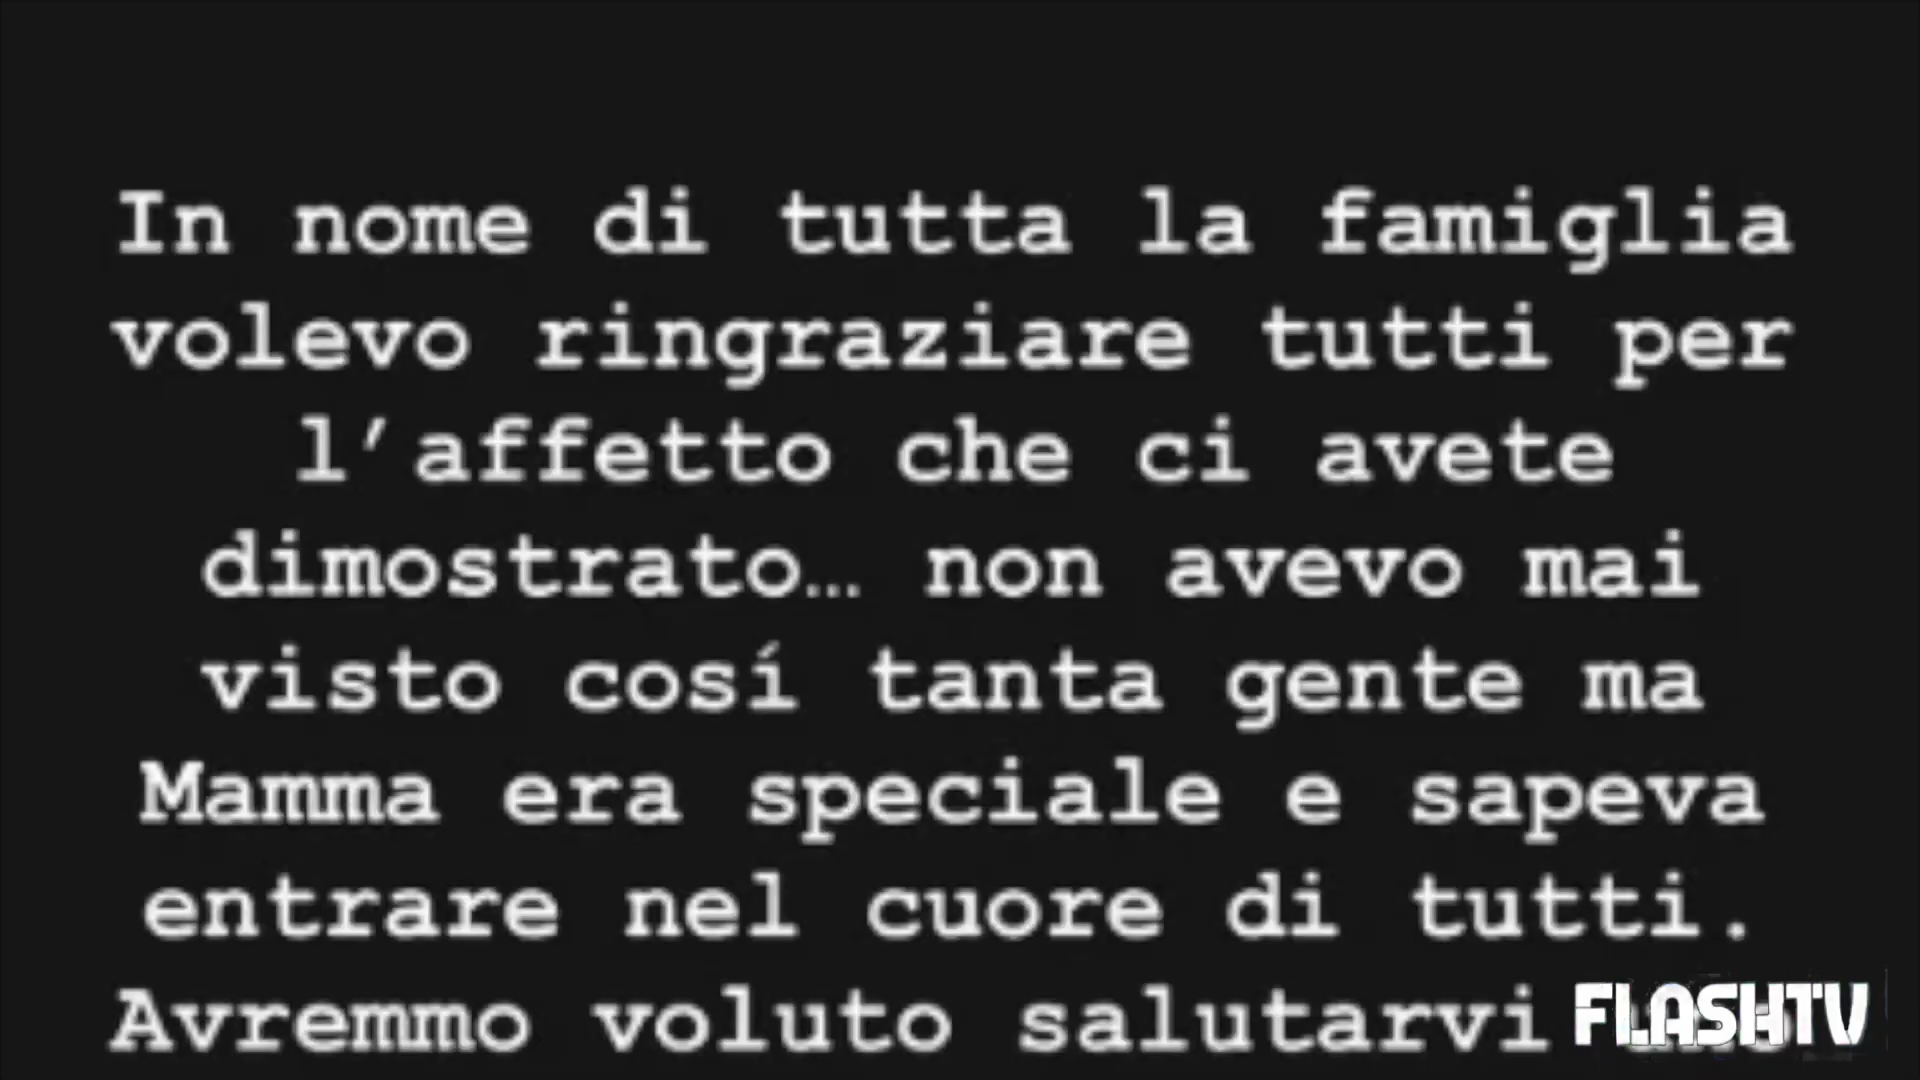 In nome di tutta la famiglia
volevo ringraziare tutti per
l’affetto che ci avete
dimostrato… non avevo mai
visto cosí tanta gente ma
Mamma era speciale e sapeva
entrare nel cuore di tutti.
Avremmo voluto salutarvi
FLASHTV